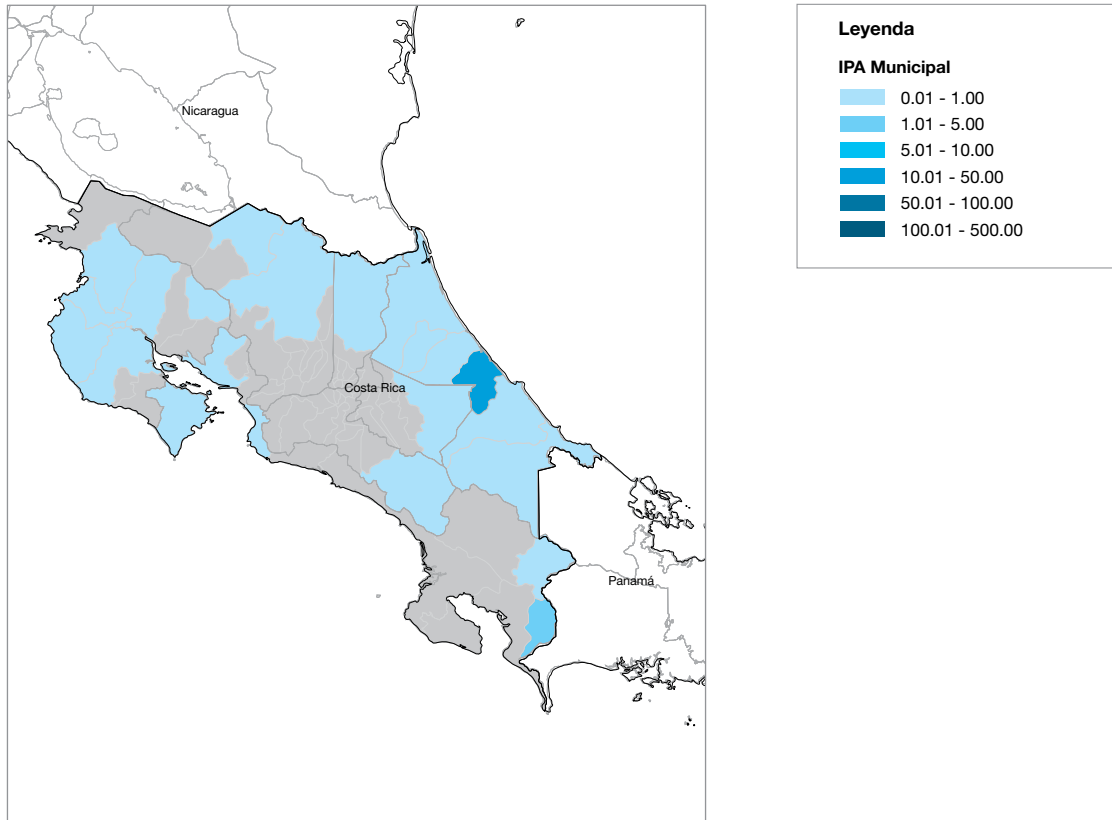 Nicaragua
Costa Rica
Panamá
Leyenda
IPA Municipal
0.01 - 1.00
1.01 - 5.00
5.01 - 10.00
10.01 - 50.00
50.01 - 100.00
100.01 - 500.00